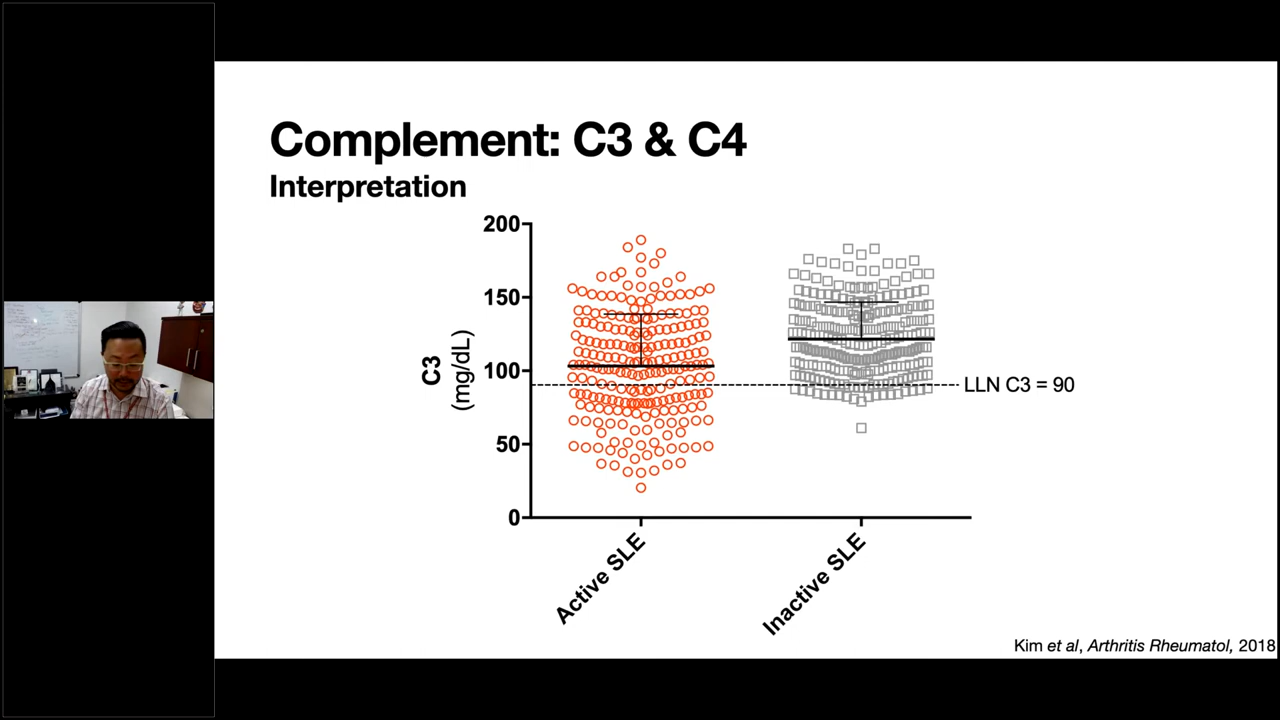 Complement: C3 & C4
Interpretation
200
150
100
50
0
C3
(mg/dL)
LLN C3 = 90
Active SLE
Inactive SLE
Kim et al, Arthritis Rheumatol, 2018